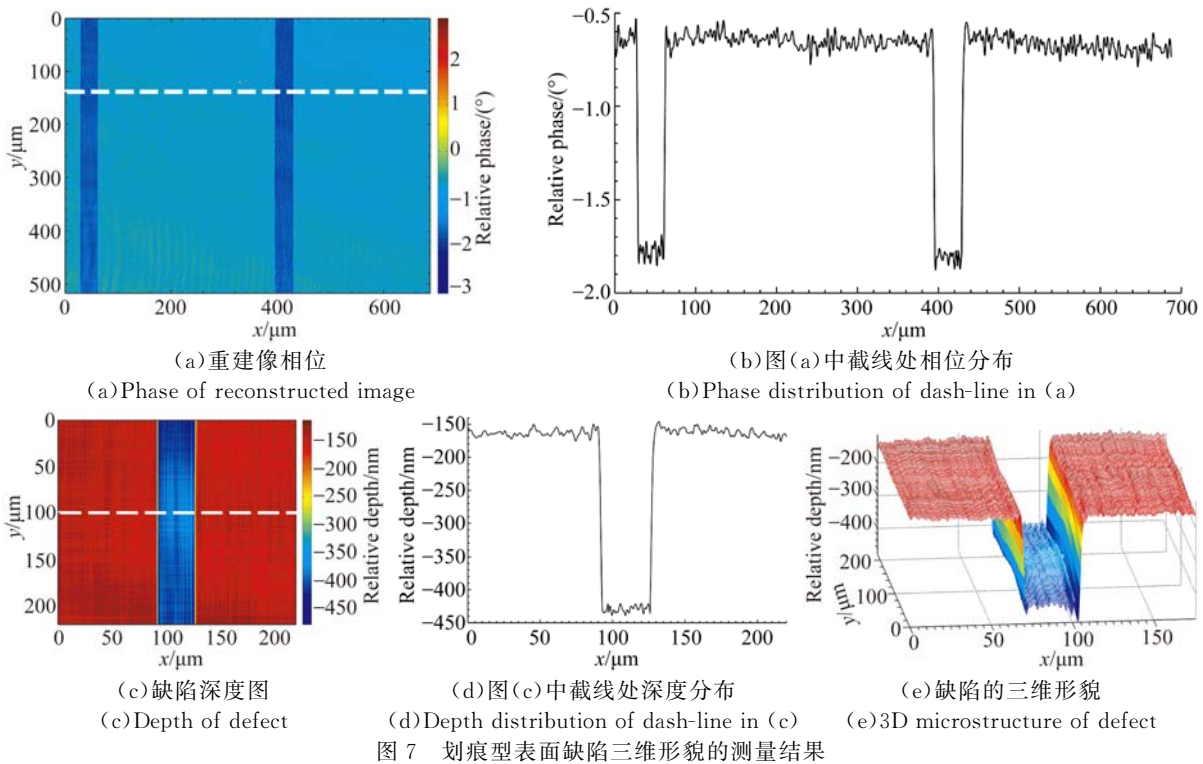 0
100
200
300
400
500
y/μm
0
200
400
600
x/μm
2
1
0
−1
−2
−3
Relative phase/(°)
−0.5
−1.0
−1.5
−2.0
Relative phase/(°)
0
100
200
300
400
500
600
700
x/μm
(a)重建像相位
(a)Phase of reconstructed image
(b)图(a)中截线处相位分布
(b)Phase distribution of dash-line in (a)
0
50
100
150
200
y/μm
0
50
100
150
200
x/μm
−150
−200
−250
−300
−350
−400
−450
Relative depth/nm
−150
−200
−250
−300
−350
−400
−450
Relative depth/nm
0
50
100
150
200
x/μm
−200
−300
−400
Relative depth/nm
200
100
0
y/μm
0
50
100
150
x/μm
(c)缺陷深度图
(c)Depth of defect
(d)图(c)中截线处深度分布
(d)Depth distribution of dash-line in (c)
(e)缺陷的三维形貌
(e)3D microstructure of defect
图 7 划痕型表面缺陷三维形貌的测量结果